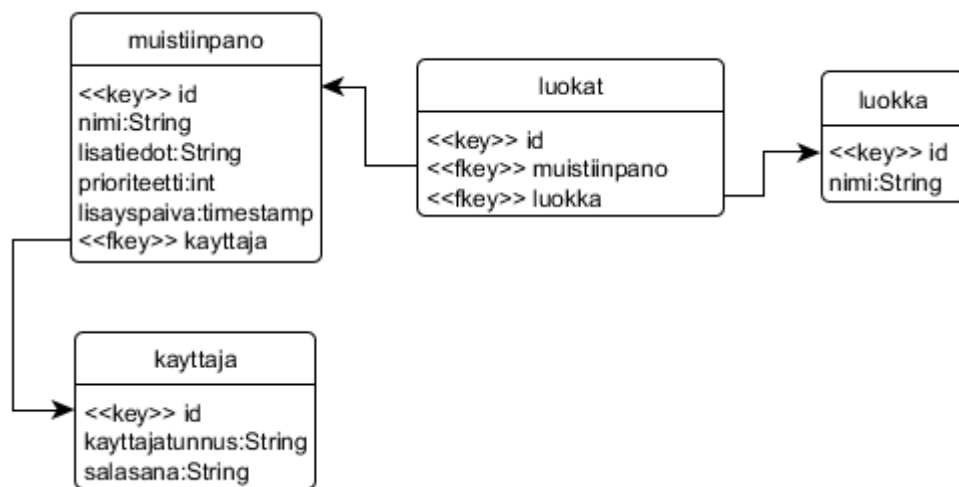 muistiinpano
<<key>> id
nimi:String
lisatiedot:String
prioriteetti:int
lisayspaiva:timestamp
<<fkey>> kayttaja
luokat
<<key>> id
<<fkey>> muistiinpano
<<fkey>> luokka
luokka
<<key>> id
nimi:String
kayttaja
<<key>> id
kayttajatunnus:String
salasana:String